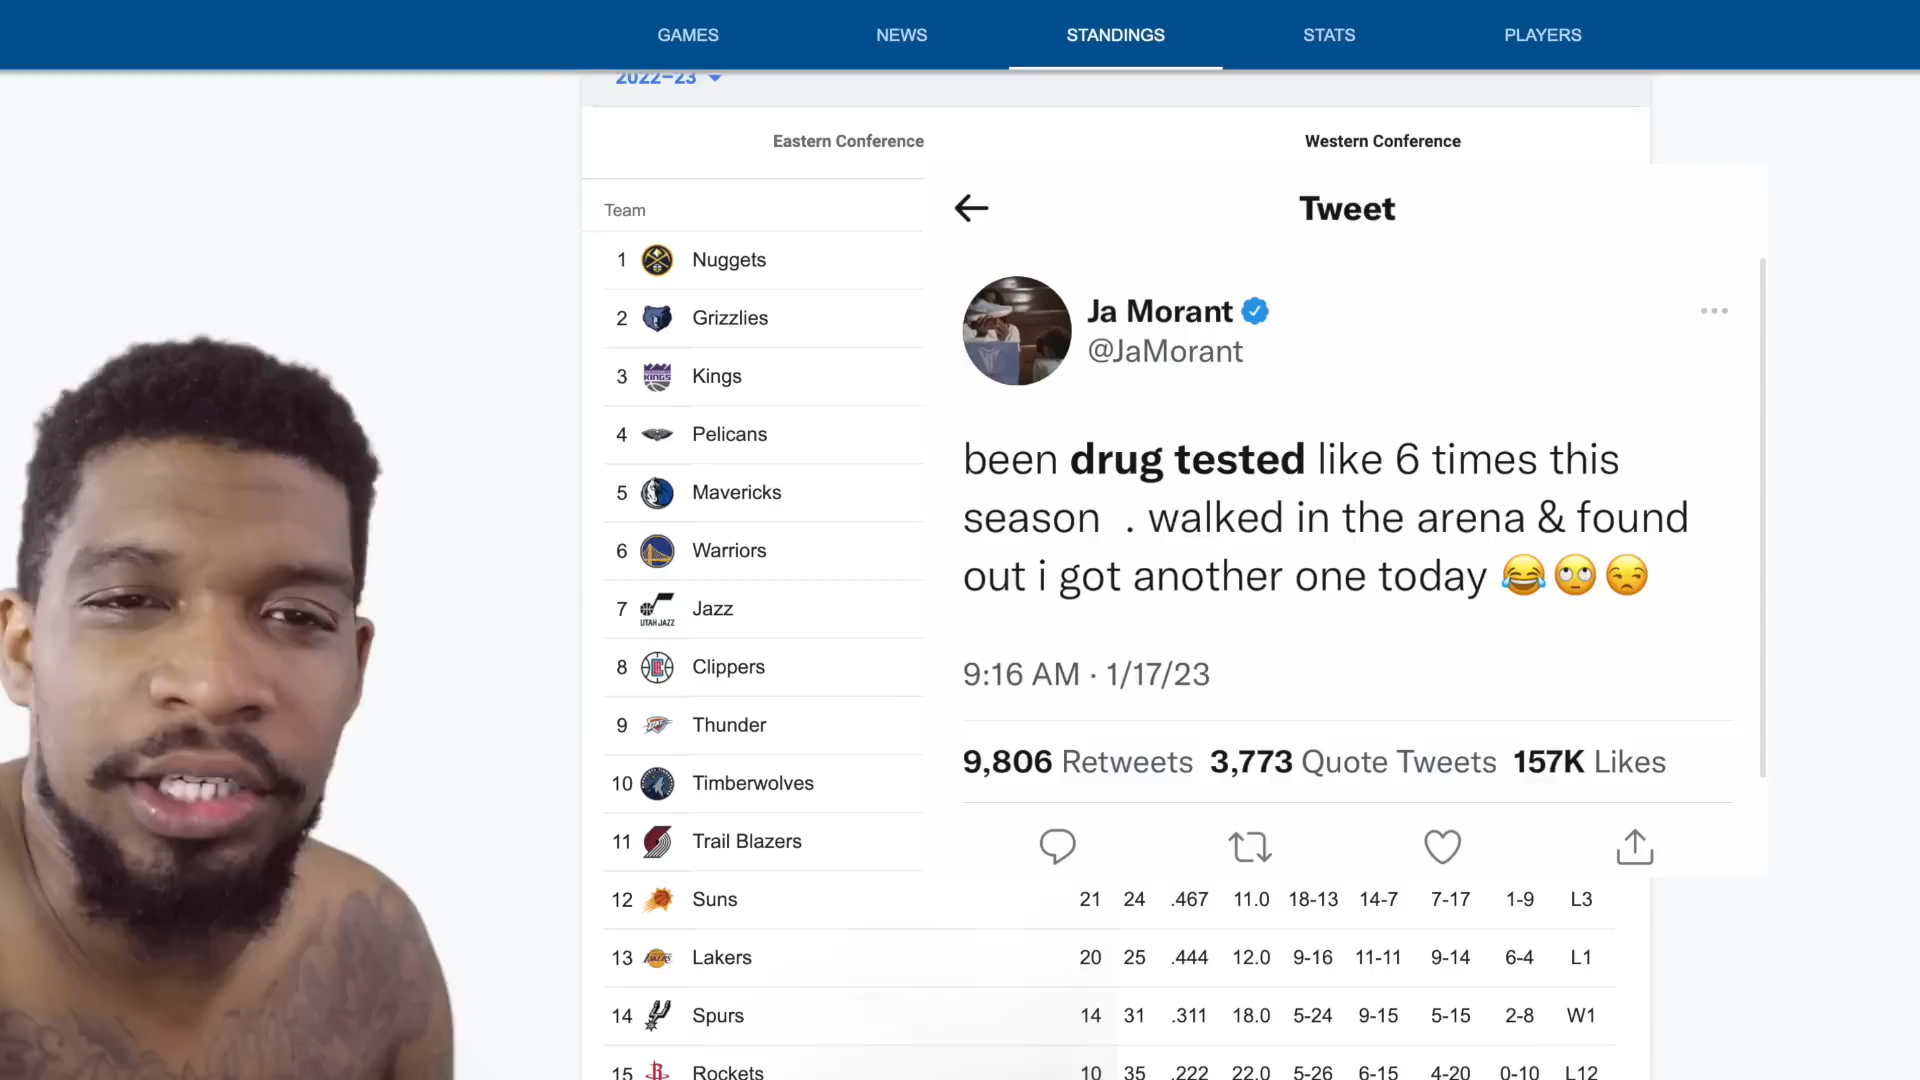 GAMES NEWS STANDINGS STATS PLAYERS
2022-23
Eastern Conference Western Conference
Team
1 Nuggets
2 Grizzlies
3 KINGS Kings
4 Pelicans
5 Mavericks
6 Warriors
7 UTAH JAZZ Jazz
8 Clippers
9 Thunder
10 Timberwolves
11 Trail Blazers
Tweet
Ja Morant
@JaMorant
been drug tested like 6 times this
season . walked in the arena & found
out i got another one today 😂🙄😒
9:16 AM · 1/17/23
9,806 Retweets 3,773 Quote Tweets 157K Likes
12 Suns 21 24 .467 11.0 18-13 14-7 7-17 1-9 L3
13 LAKERS Lakers 20 25 .444 12.0 9-16 11-11 9-14 6-4 L1
14 Spurs 14 31 .311 18.0 5-24 9-15 5-15 2-8 W1
15 Rockets 10 35 .222 22.0 5-26 6-15 4-20 0-10 L12